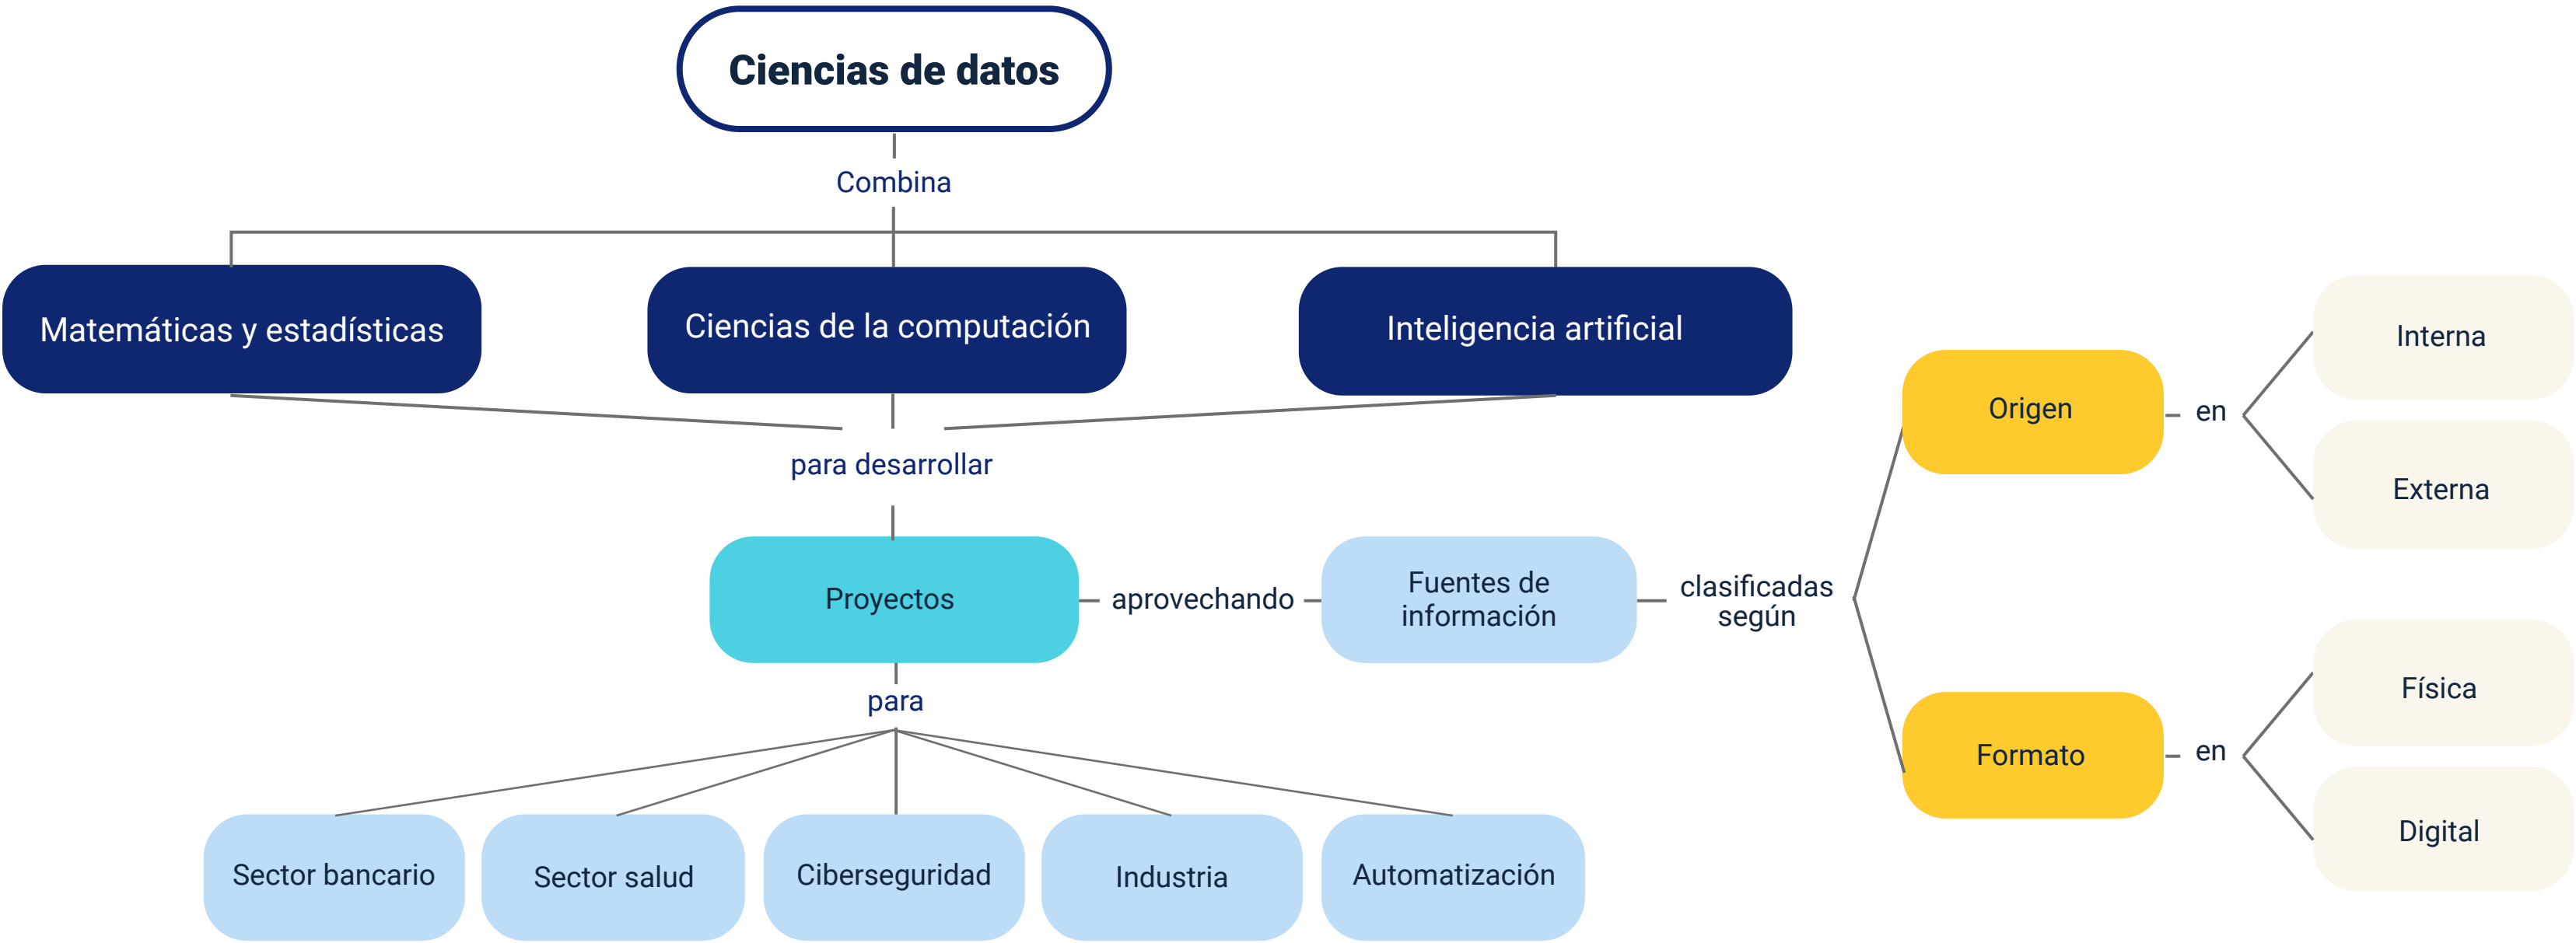 Ciencias de datos
Combina
Matemáticas y estadísticas
Ciencias de la computación
Inteligencia artificial
para desarrollar
Proyectos
aprovechando
Fuentes de
información
clasificadas
según
Origen
en
Interna
Externa
Formato
en
Física
Digital
para
Sector bancario
Sector salud
Ciberseguridad
Industria
Automatización